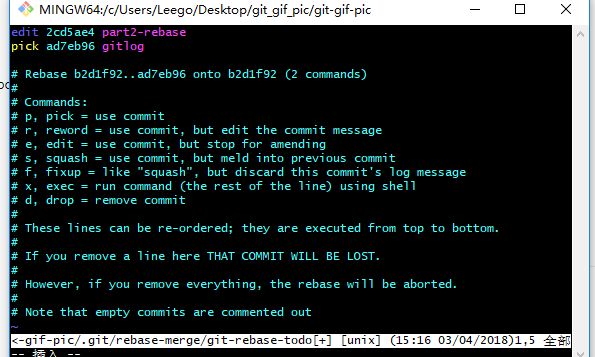 MINGW64:/c/Users/Leego/Desktop/git_gif_pic/git-gif-pic
edit 2cd5ae4 part2-rebase
pick ad7eb96 gitlog

# Rebase b2d1f92..ad7eb96 onto b2d1f92 (2 commands)
#
# Commands:
# p, pick = use commit
# r, reword = use commit, but edit the commit message
# e, edit = use commit, but stop for amending
# s, squash = use commit, but meld into previous commit
# f, fixup = like "squash", but discard this commit's log message
# x, exec = run command (the rest of the line) using shell
# d, drop = remove commit
#
# These lines can be re-ordered; they are executed from top to bottom.
#
# If you remove a line here THAT COMMIT WILL BE LOST.
#
# However, if you remove everything, the rebase will be aborted.
#
# Note that empty commits are commented out
~
<-gif-pic/.git/rebase-merge/git-rebase-todo[+] [unix] (15:16 03/04/2018)1,5 全部
-- 插入 --